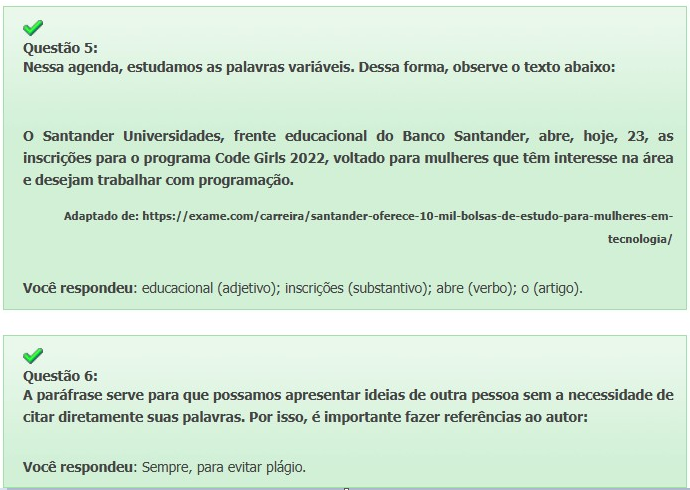 Questão 5:
Nessa agenda, estudamos as palavras variáveis. Dessa forma, observe o texto abaixo:
O Santander Universidades, frente educacional do Banco Santander, abre, hoje, 23, as
inscrições para o programa Code Girls 2022, voltado para mulheres que têm interesse na área
e desejam trabalhar com programação.
Adaptado de: https://exame.com/carreira/santander-oferece-10-mil-bolsas-de-estudo-para-mulheres-em-
tecnologia/
Você respondeu: educacional (adjetivo); inscrições (substantivo); abre (verbo); o (artigo).
Questão 6:
A paráfrase serve para que possamos apresentar ideias de outra pessoa sem a necessidade de
citar diretamente suas palavras. Por isso, é importante fazer referências ao autor:
Você respondeu: Sempre, para evitar plágio.